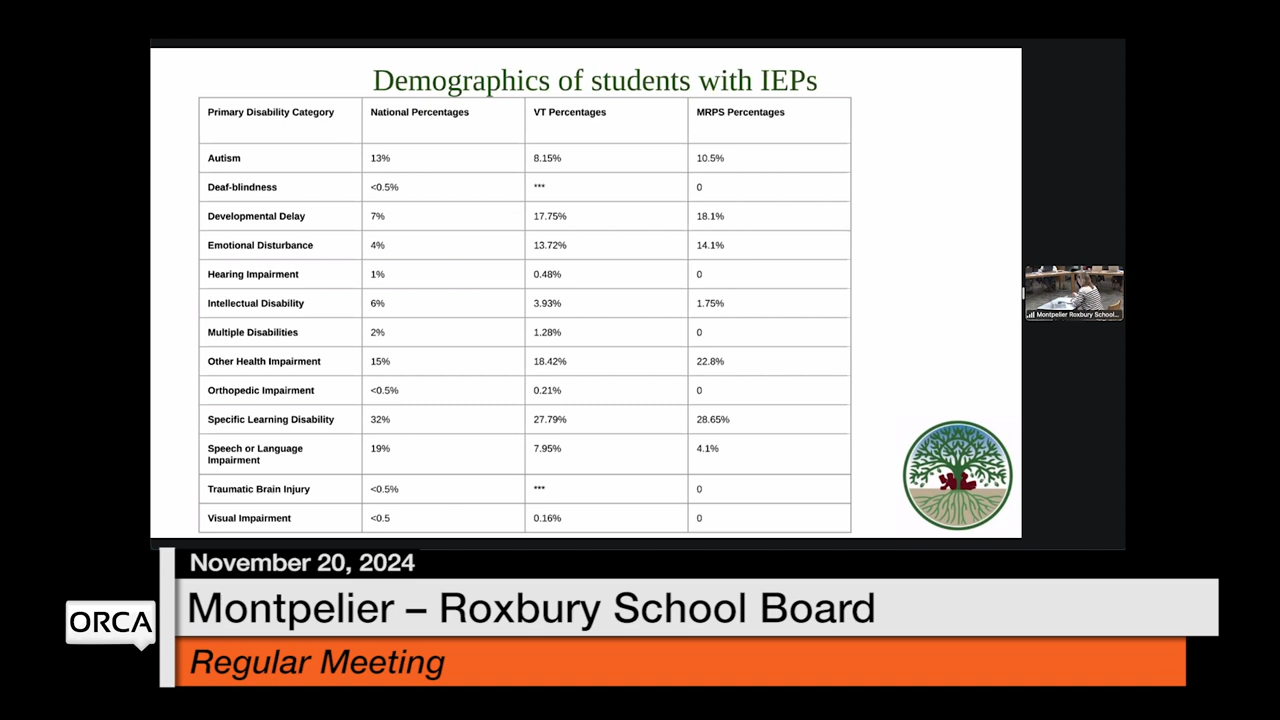 Demographics of students with IEPs
Primary Disability Category National Percentages VT Percentages MRPS Percentages
Autism 13% 8.15% 10.5%
Deaf-blindness <0.5% *** 0
Developmental Delay 7% 17.75% 18.1%
Emotional Disturbance 4% 13.72% 14.1%
Hearing Impairment 1% 0.48% 0
Intellectual Disability 6% 3.93% 1.75%
Multiple Disabilities 2% 1.28% 0
Other Health Impairment 15% 18.42% 22.8%
Orthopedic Impairment <0.5% 0.21% 0
Specific Learning Disability 32% 27.79% 28.65%
Speech or Language 19% 7.95% 4.1%
Impairment
Traumatic Brain Injury <0.5% *** 0
Visual Impairment <0.5 0.16% 0
Montpelier Roxbury School...
November 20, 2024
ORCA
Montpelier – Roxbury School Board
Regular Meeting